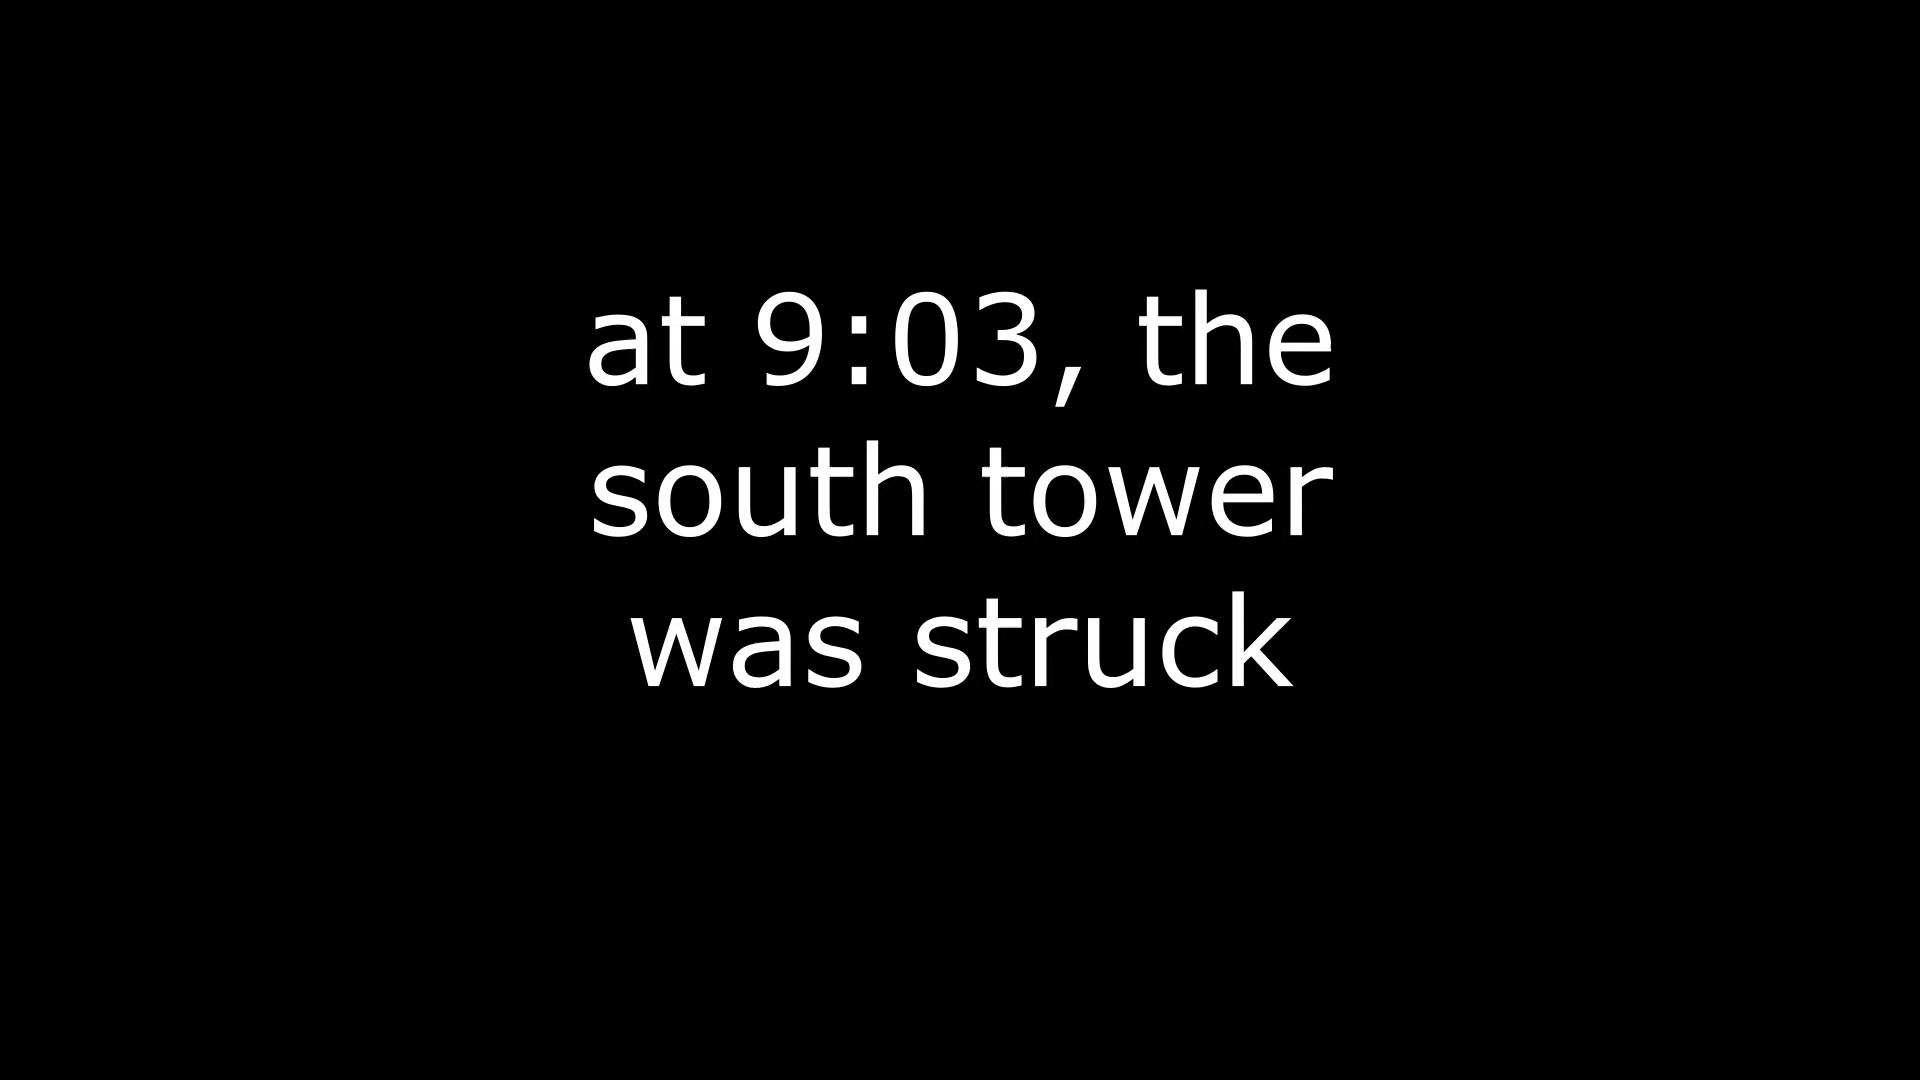 at 9:03, the
south tower
was struck